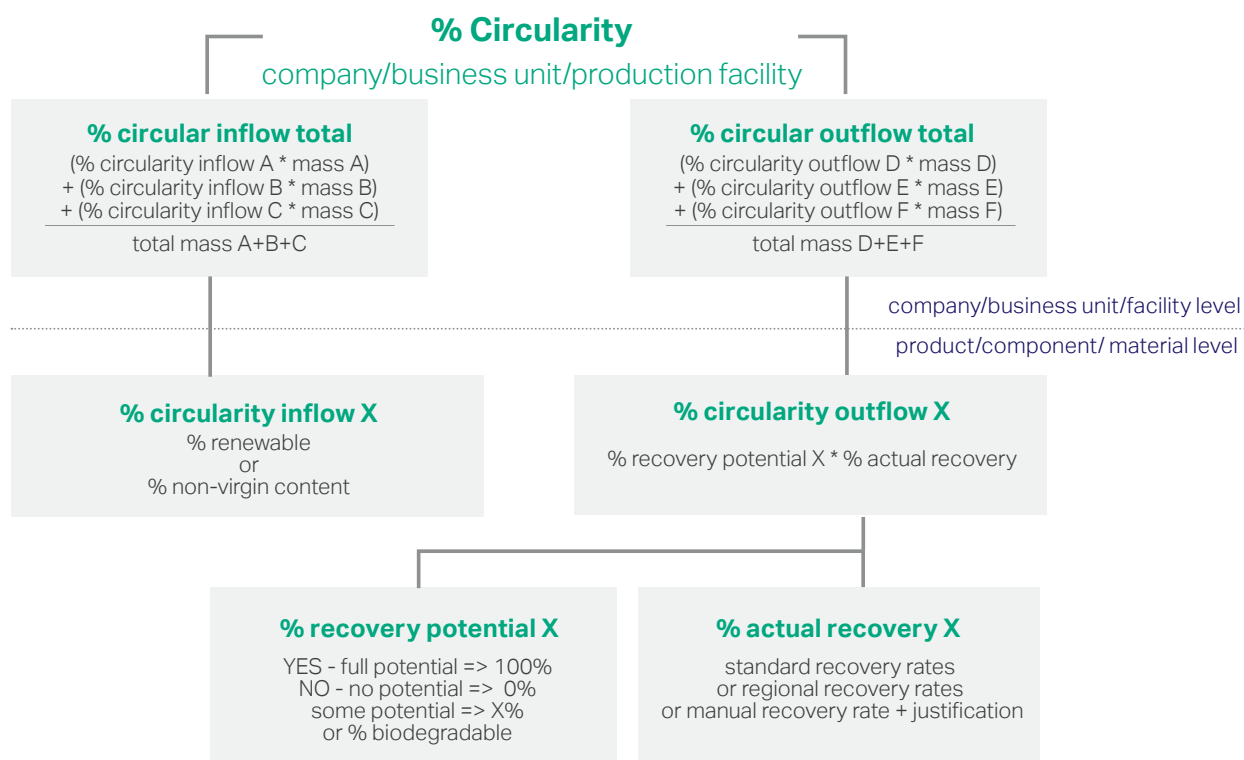 % Circularity
company/business unit/production facility
% circular inflow total
(% circularity inflow A * mass A)
+ (% circularity inflow B * mass B)
+ (% circularity inflow C * mass C)
total mass A+B+C
% circular outflow total
(% circularity outflow D * mass D)
+ (% circularity outflow E * mass E)
+ (% circularity outflow F * mass F)
total mass D+E+F
company/business unit/facility level
product/component/ material level
% circularity inflow X
% renewable
or
% non-virgin content
% circularity outflow X
% recovery potential X * % actual recovery
% recovery potential X
YES - full potential => 100%
NO - no potential => 0%
some potential => X%
or % biodegradable
% actual recovery X
standard recovery rates
or regional recovery rates
or manual recovery rate + justification